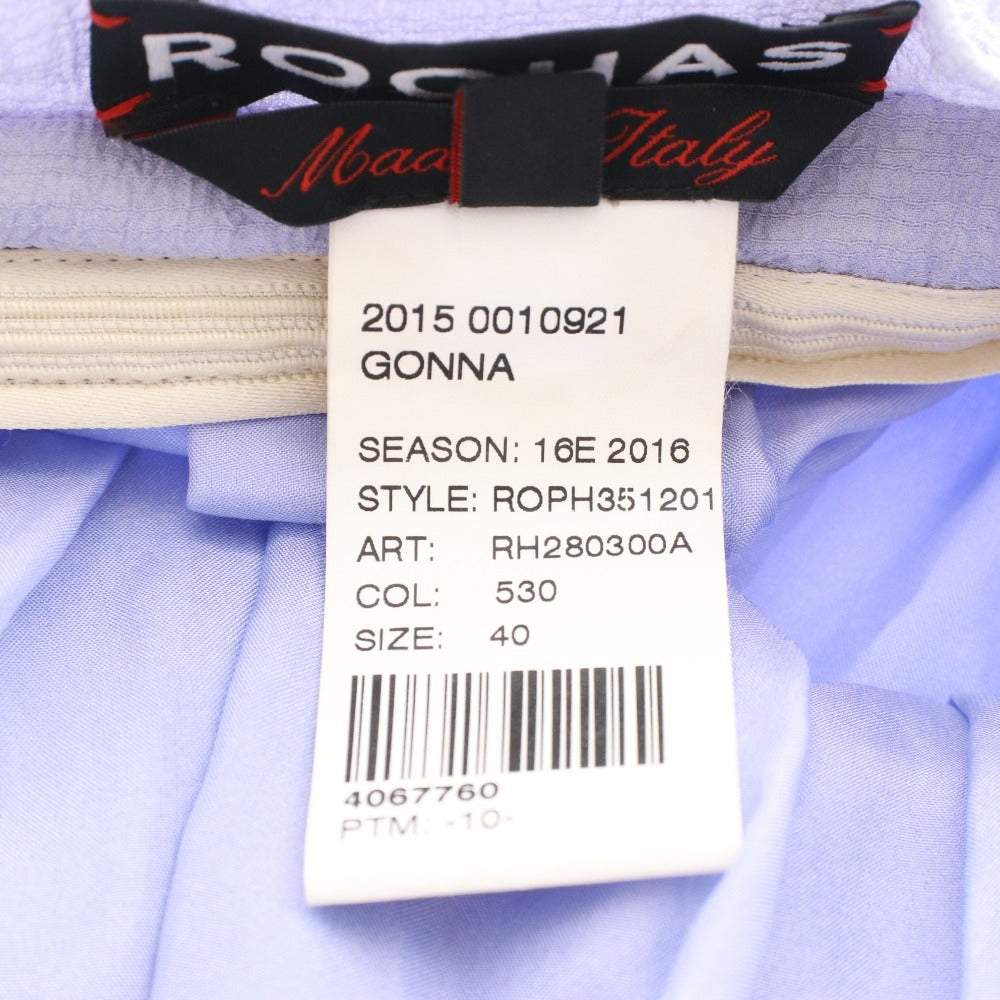 ROCHAS
Made Italy
2015 0010921
GONNA
SEASON: 16E 2016
STYLE: ROPH351201
ART: RH280300A
COL: 530
SIZE: 40
4067760
PTM: -10-